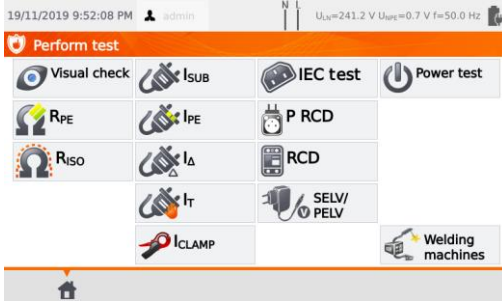 19/11/2019 9:52:08 PM admin N L ULN=241.2 V UNPE=0.7 V f=50.0 Hz
Perform test
Visual check ISUB IEC test Power test
RPE IPE P RCD
RISO IΔ RCD
IT SELV/
V PELV
ICLAMP Welding
machines